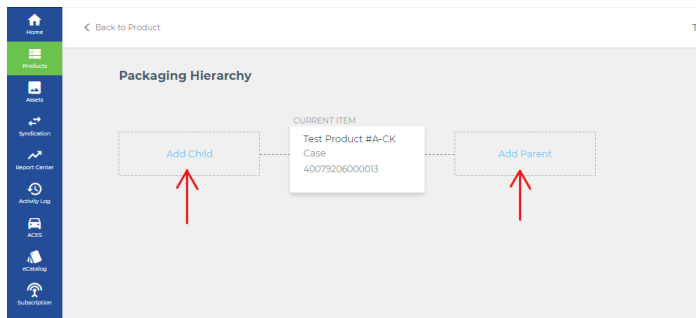 Home
Products
Assets
Syndication
Report Center
Activity Log
ACES
eCatalog
Subscription
Back to Product
T
Packaging Hierarchy
CURRENT ITEM
Add Child
Test Product #A-CK
Case
40079206000013
Add Parent